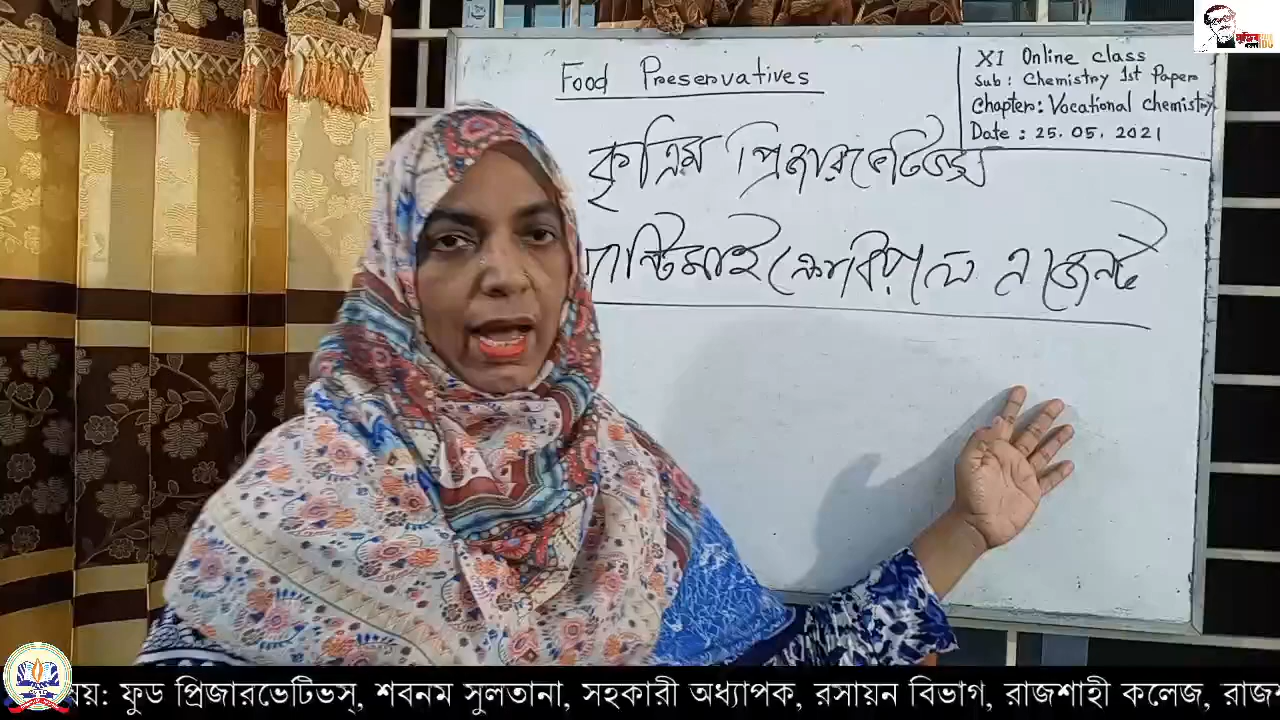 Food Preservatives
XI Online class
Sub : Chemistry 1st Paper
Chapter: Vocational Chemistry
Date : 25. 05. 2021
কৃত্রিম প্রিজারভেটিভস্
ন্টিমাইক্রোবিয়াল এজেন্ট
য়: ফুড প্রিজারভেটিভস্, শবনম সুলতানা, সহকারী অধ্যাপক, রসায়ন বিভাগ, রাজশাহী কলেজ,